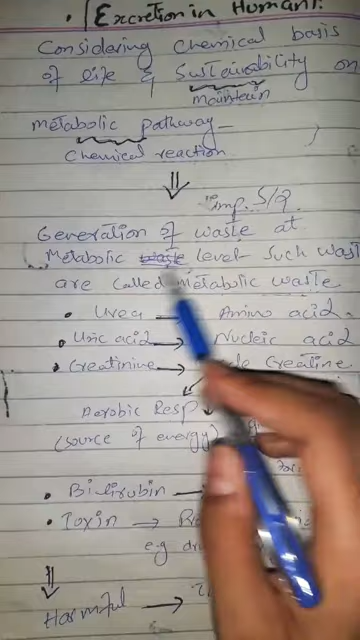 Excretion in Human:
Considering Chemical basis
of life & Sustainability on
maintain
Metabolic pathway—
Chemical reaction
imp. S/Q
Generation of waste at
Metabolic level Such Wast
are called Metabolic waste
• Urea → Amino acid.
• Uric acid → Nucleic acid
• Creatinine → Creatine
Aerobic Resp
(source of energy)
• Bilirubin →
• Toxin →
e.g
Harmful →